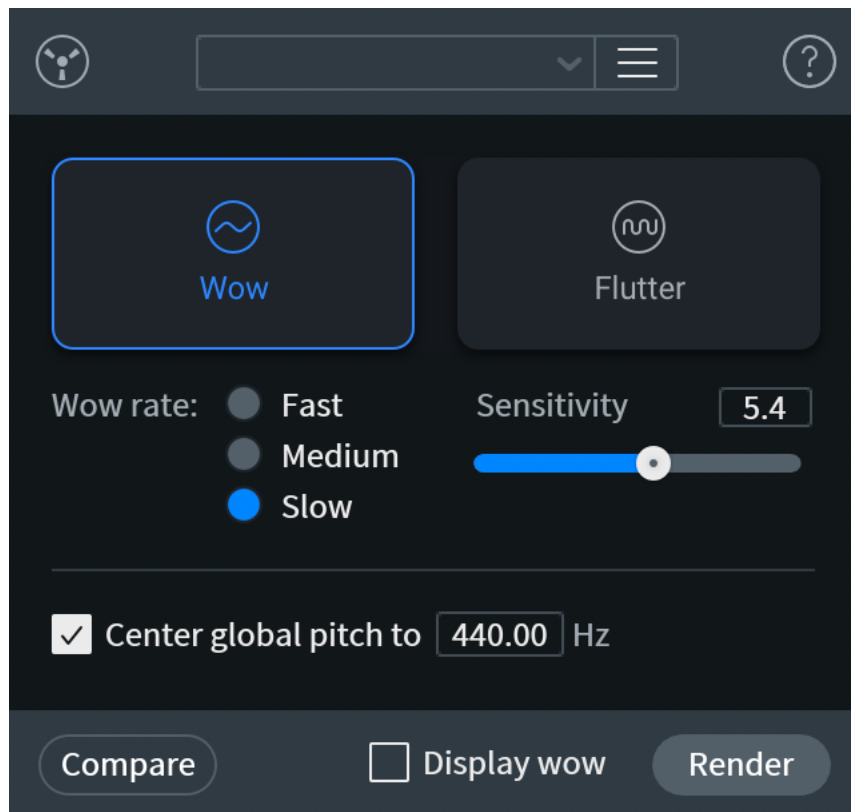 ?
Wow
Flutter
Wow rate:
Fast
Medium
Slow
Sensitivity
5.4
Center global pitch to 440.00 Hz
Compare
Display wow
Render